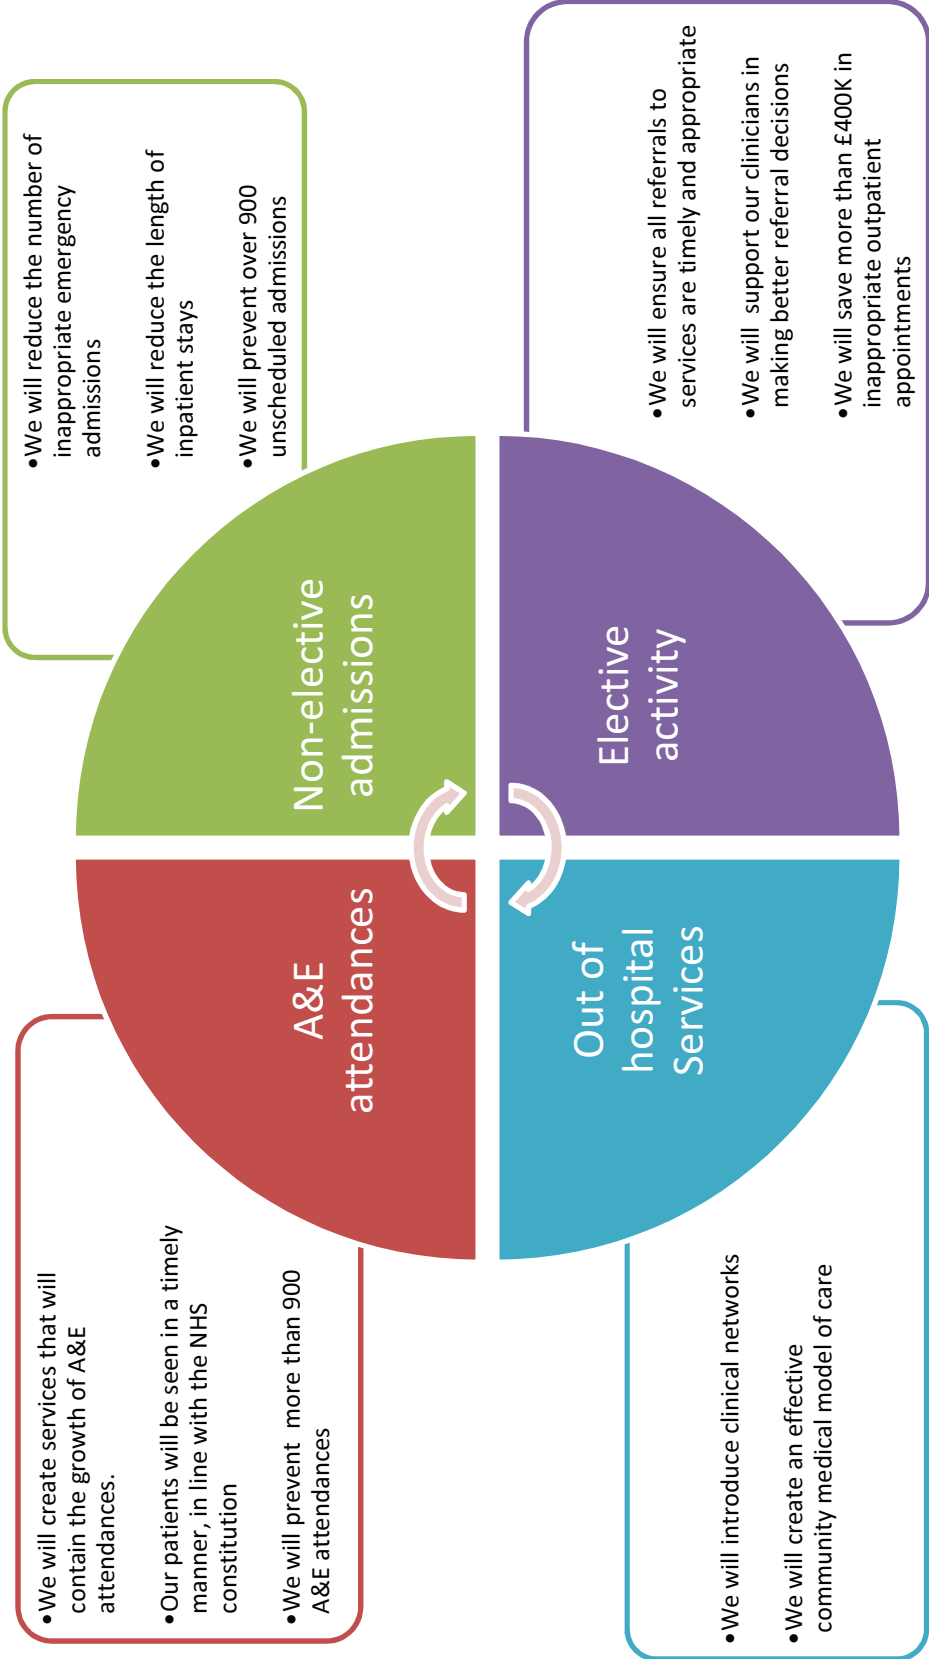 •We will create services that will
contain the growth of A&E
attendances.
•Our patients will be seen in a timely
manner, in line with the NHS
constitution
•We will prevent  more than 900
A&E attendances
A&E
attendances
Non-elective
admissions
•We will reduce the number of
inappropriate emergency
admissions
•We will reduce the length of
inpatient stays
•We will prevent over 900
unscheduled admissions
•We will introduce clinical networks
•We will create an effective
community medical model of care
Out of
hospital
Services
Elective
activity
•We will ensure all referrals to
services are timely and appropriate
•We will  support our clinicians in
making better referral decisions
•We will save more than £400K in
inappropriate outpatient
appointments